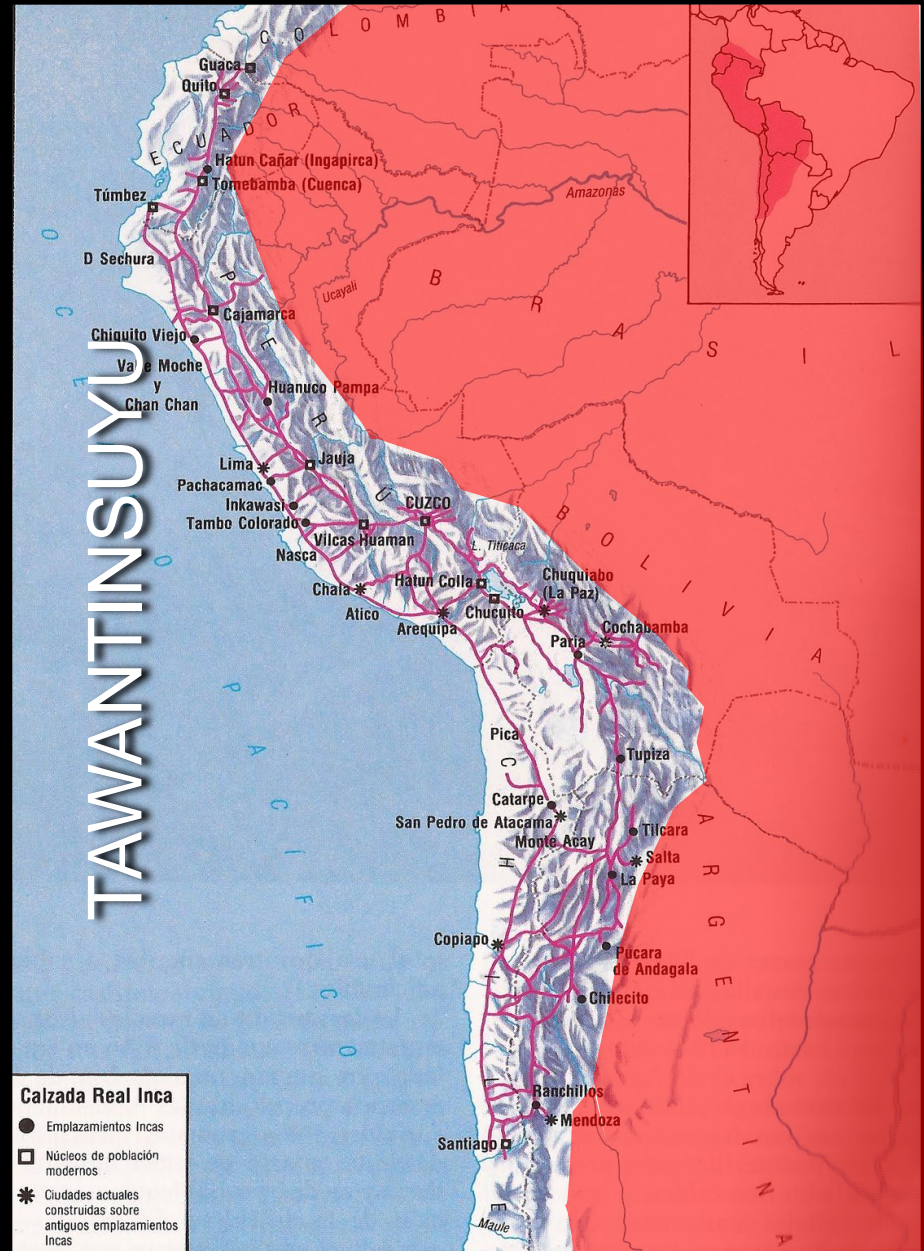 COLOMBIA
Guaca
Quito
ECUADOR
Hatun Cañar (Ingapirca)
Tomebamba (Cuenca)
Túmbez
Amazonas
D Sechura
Ucayali
BRASIL
PERU
Cajamarca
Chiquito Viejo
Valle Moche
y
Chan Chan
Huanuco Pampa
Lima
Jauja
Pachacamac
Inkawasi
Tambo Colorado
CUZCO
Vilcas Huaman
Nasca
L. Titicaca
BOLIVIA
Chala
Hatun Colla
Chuquiabo
(La Paz)
Atico
Chucuito
Arequipa
Cochabamba
Paria
TAWANTINSUYU
OCEANO PACIFICO
Pica
CHILE
Tupiza
Catarpe
San Pedro de Atacama
Monte Acay
Tilcara
Salta
La Paya
ARGENTINA
Copiapo
Pucara
de Andagala
Chilecito
Ranchillos
Mendoza
Santiago
Maule
Calzada Real Inca
Emplazamientos Incas
Núcleos de población
modernos
Ciudades actuales
construidas sobre
antiguos emplazamientos
Incas